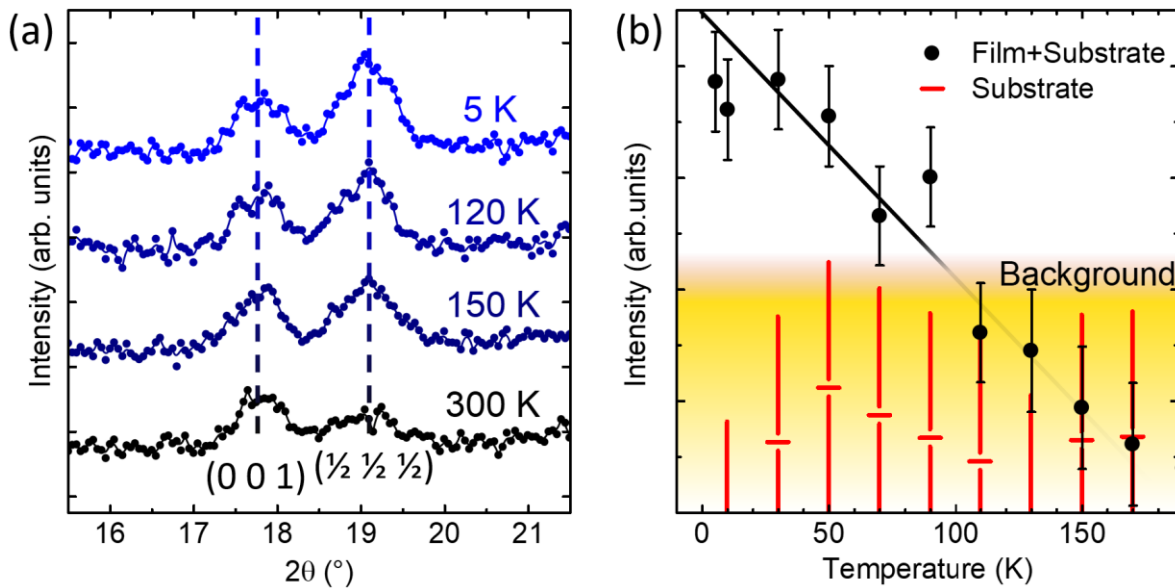 (a)
Intensity (arb. units)
5 K
120 K
150 K
300 K
(0 0 1)
(½ ½ ½)
16 17 18 19 20 21
2θ (°)
(b)
Intensity (arb.units)
Film+Substrate
Substrate
Background
0 50 100 150
Temperature (K)